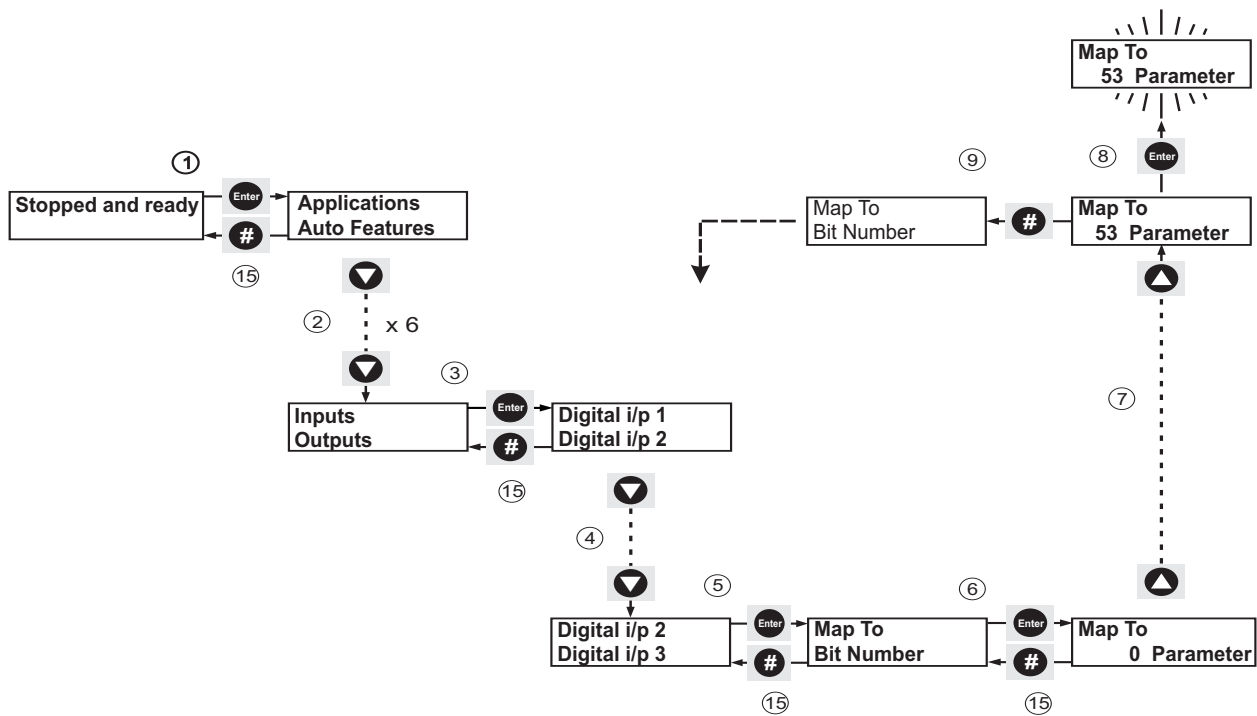 Map To
53 Parameter
8
Enter
9
1
Stopped and ready
Enter
Applications
Auto Features
#
15
Map To
Bit Number
#
Map To
53 Parameter
2
x 6
3
Inputs
Outputs
Enter
Digital i/p 1
Digital i/p 2
#
15
7
4
5
6
Digital i/p 2
Digital i/p 3
Enter
Map To
Bit Number
#
15
Enter
Map To
0 Parameter
#
15